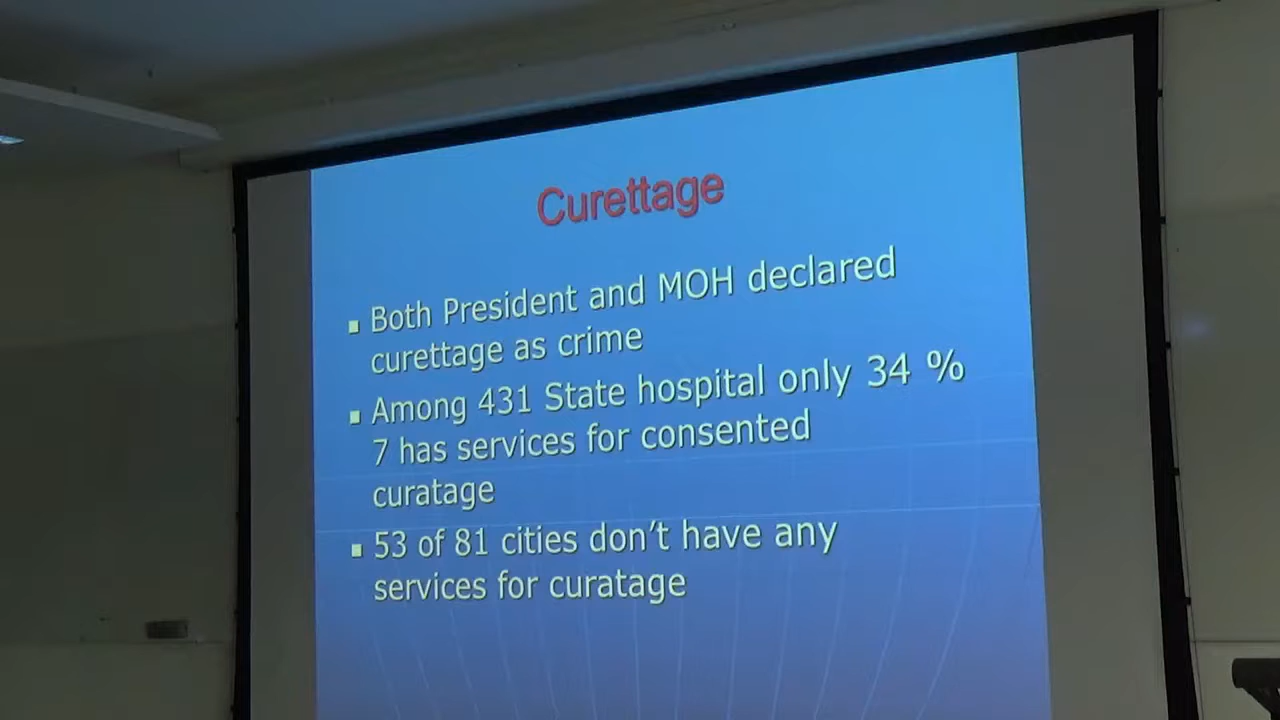 Curettage
Both President and MOH declared
curettage as crime
Among 431 State hospital only 34 %
7 has services for consented
curatage
53 of 81 cities don't have any
services for curatage